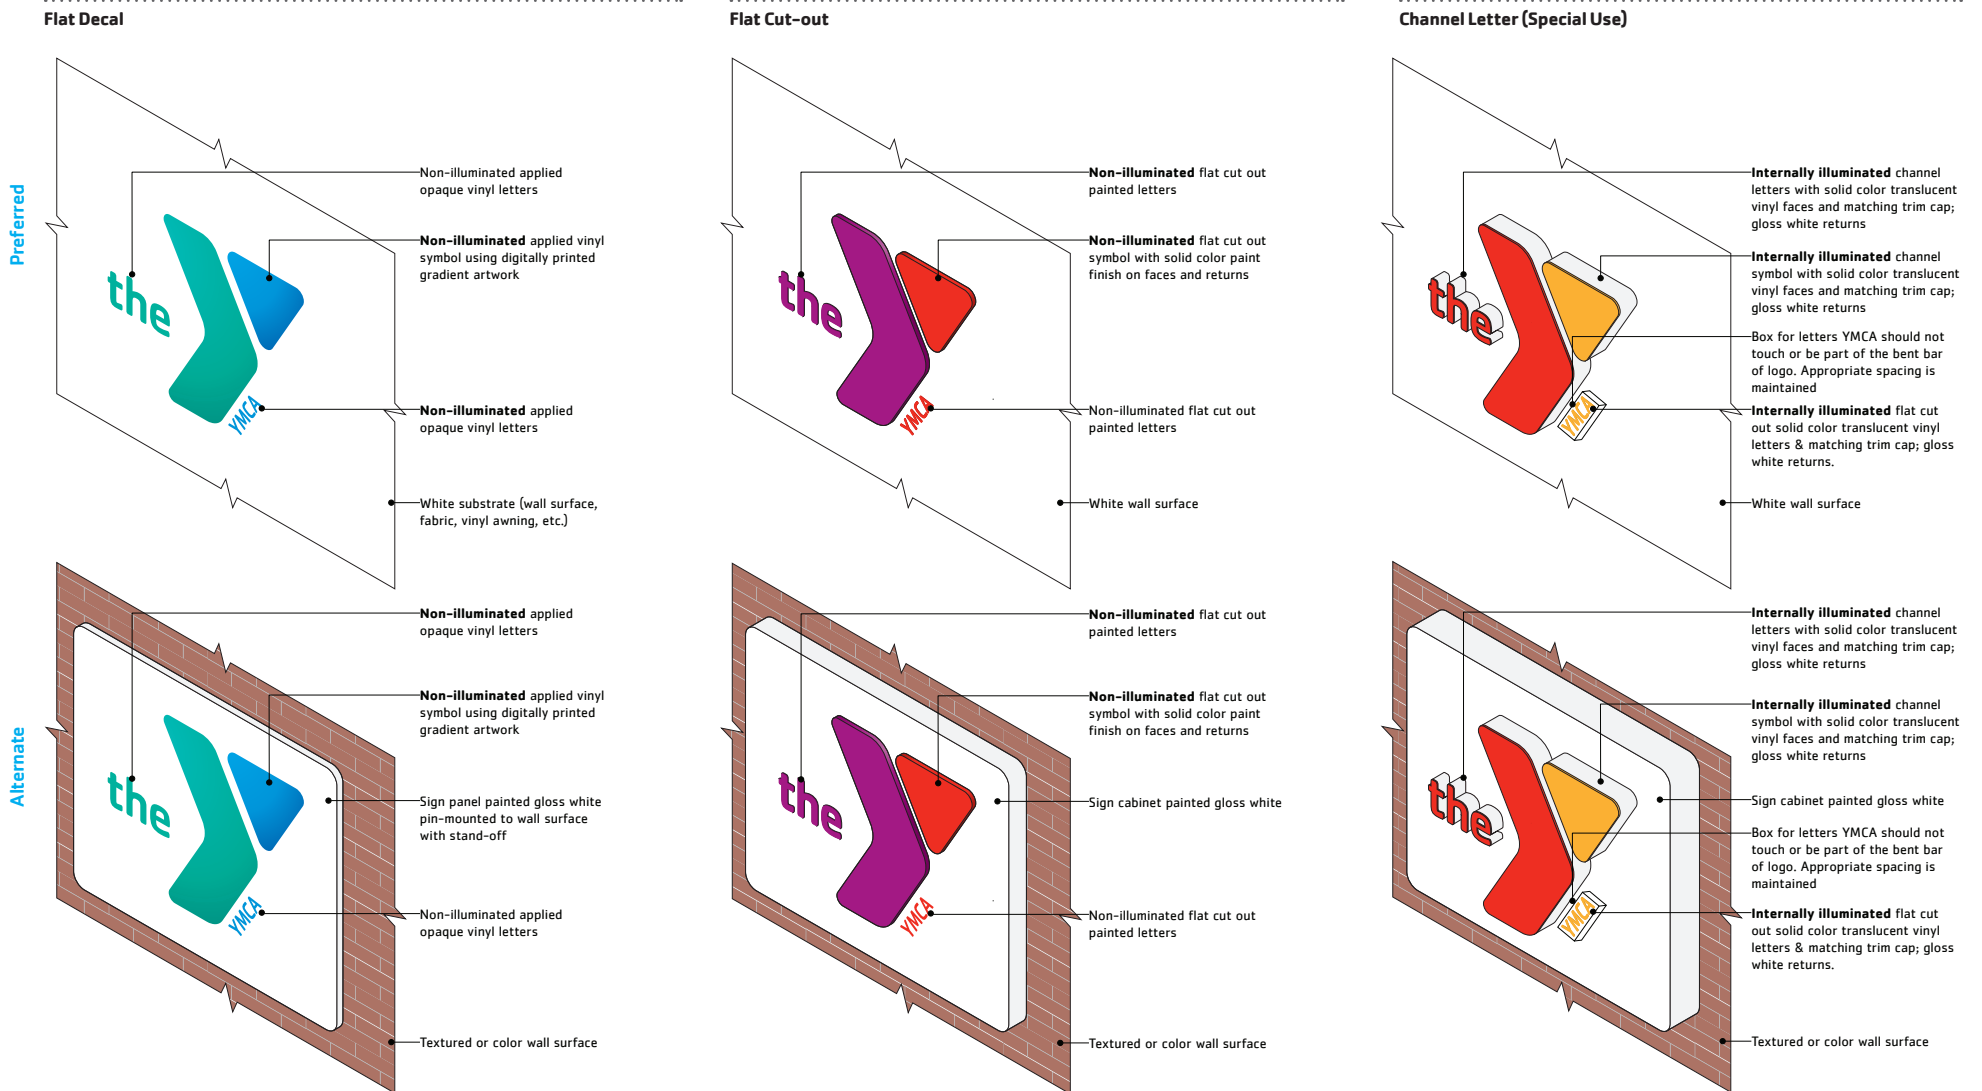 Flat Decal
Flat Cut-out
Channel Letter (Special Use)
Preferred
Non-illuminated applied
opaque vinyl letters
Non-illuminated applied vinyl
symbol using digitally printed
gradient artwork
the
YMCA
Non-illuminated applied
opaque vinyl letters
White substrate (wall surface,
fabric, vinyl awning, etc.)
Non-illuminated flat cut out
painted letters
Non-illuminated flat cut out
symbol with solid color paint
finish on faces and returns
the
YMCA
Non-illuminated flat cut out
painted letters
White wall surface
Internally illuminated channel
letters with solid color translucent
vinyl faces and matching trim cap;
gloss white returns
Internally illuminated channel
symbol with solid color translucent
vinyl faces and matching trim cap;
gloss white returns
the
Box for letters YMCA should not
touch or be part of the bent bar
of logo. Appropriate spacing is
maintained
YMCA
Internally illuminated flat cut
out solid color translucent vinyl
letters & matching trim cap; gloss
white returns.
White wall surface
Alternate
Non-illuminated applied
opaque vinyl letters
Non-illuminated applied vinyl
symbol using digitally printed
gradient artwork
the
Sign panel painted gloss white
pin-mounted to wall surface
with stand-off
YMCA
Non-illuminated applied
opaque vinyl letters
Textured or color wall surface
Non-illuminated flat cut out
painted letters
Non-illuminated flat cut out
symbol with solid color paint
finish on faces and returns
the
Sign cabinet painted gloss white
YMCA
Non-illuminated flat cut out
painted letters
Textured or color wall surface
Internally illuminated channel
letters with solid color translucent
vinyl faces and matching trim cap;
gloss white returns
Internally illuminated channel
symbol with solid color translucent
vinyl faces and matching trim cap;
gloss white returns
the
Sign cabinet painted gloss white
Box for letters YMCA should not
touch or be part of the bent bar
of logo. Appropriate spacing is
maintained
YMCA
Internally illuminated flat cut
out solid color translucent vinyl
letters & matching trim cap; gloss
white returns.
Textured or color wall surface